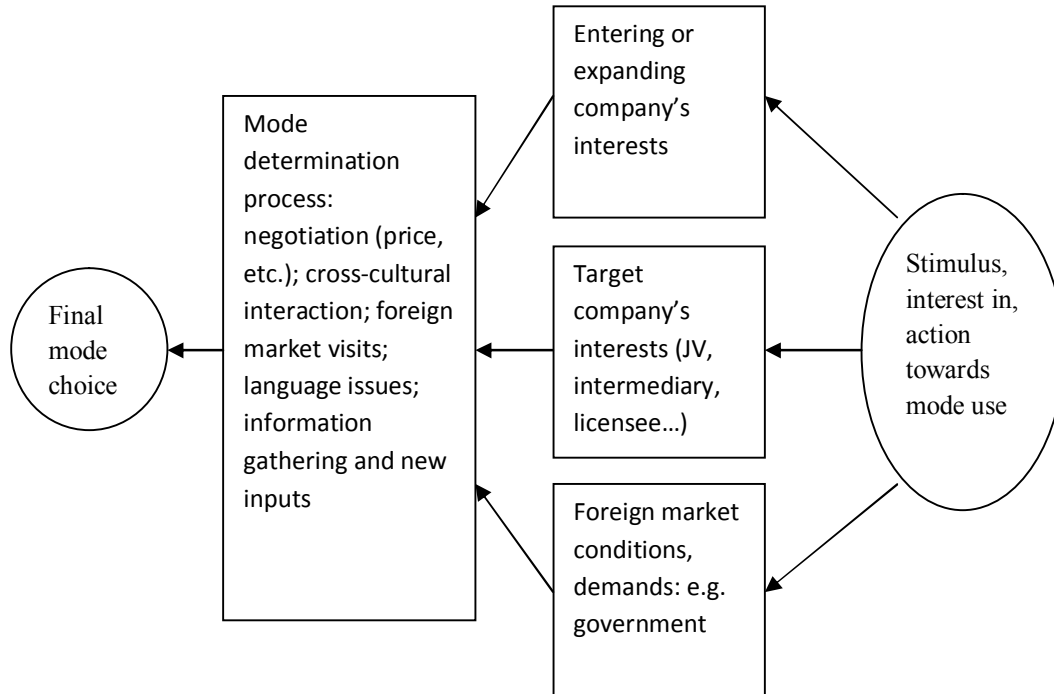 Entering or
expanding
company’s
interests
Mode
determination
process:
negotiation (price,
etc.); cross-cultural
interaction; foreign
market visits;
language issues;
information
gathering and new
inputs
Final
mode
choice
Target
company’s
interests (JV,
intermediary,
licensee…)
Stimulus,
interest in,
action
towards
mode use
Foreign market
conditions,
demands: e.g.
government